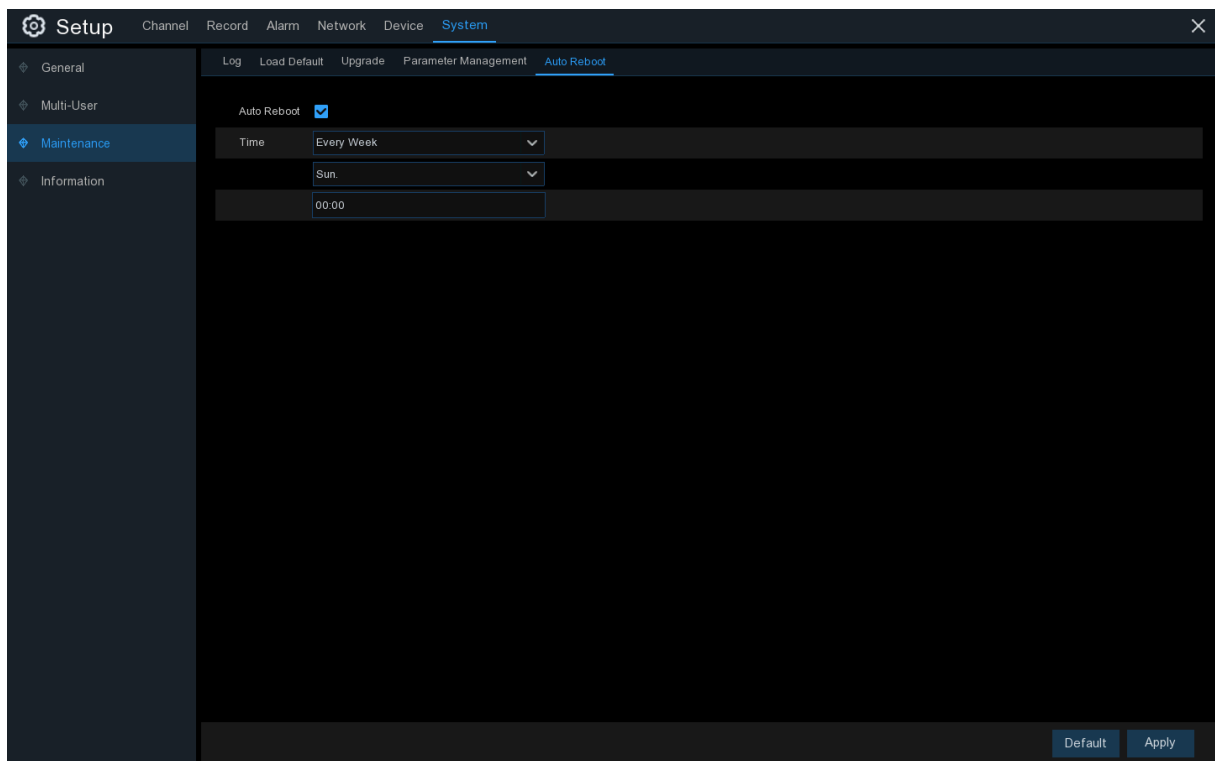 Setup Channel Record Alarm Network Device System
General
Multi-User
Maintenance
Information
Log Load Default Upgrade Parameter Management Auto Reboot
Auto Reboot
Time Every Week
Sun.
00:00
Default Apply